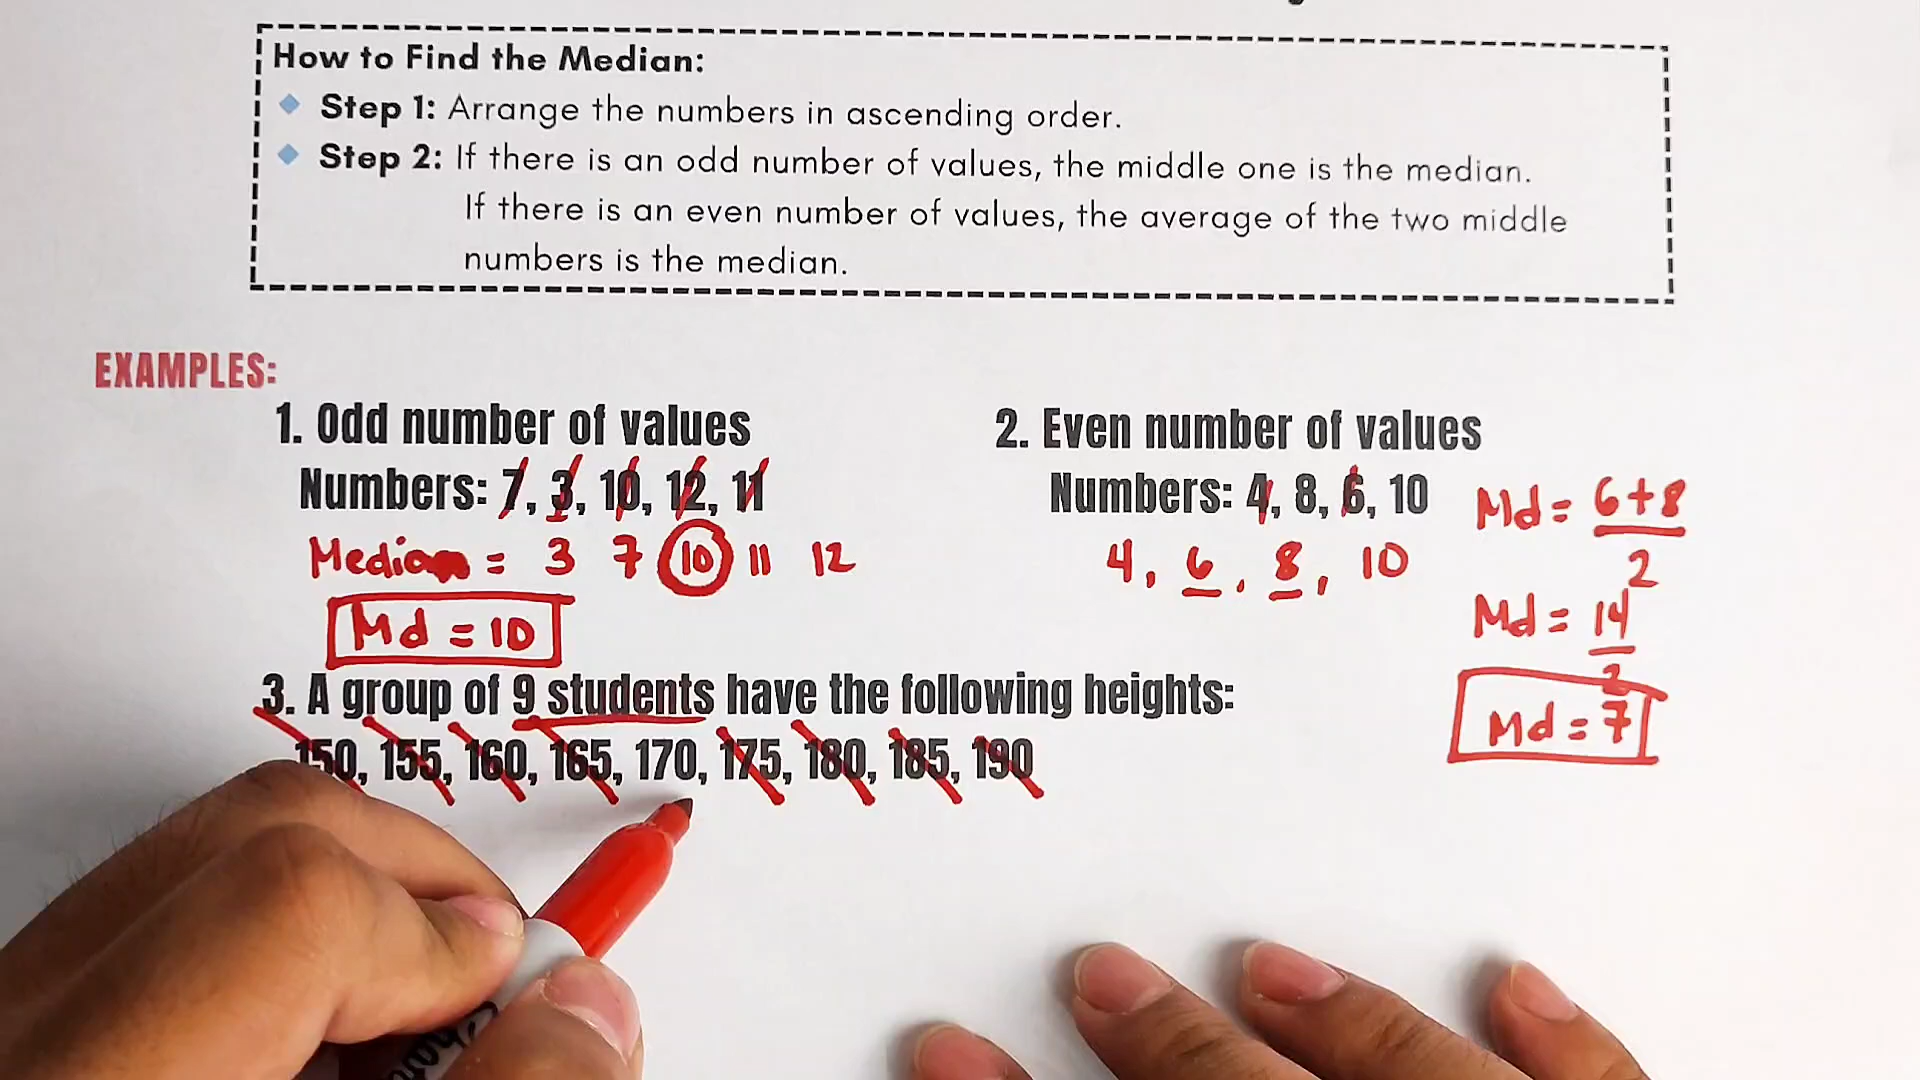 How to Find the Median:
Step 1: Arrange the numbers in ascending order.
Step 2: If there is an odd number of values, the middle one is the median.
If there is an even number of values, the average of the two middle
numbers is the median.
EXAMPLES:
1. Odd number of values
Numbers: 7, 3, 10, 12, 11
Median = 3 7 10 11 12
Md = 10
2. Even number of values
Numbers: 4, 8, 6, 10
4, 6, 8, 10
Md = 6+8
2
Md = 14
2
Md = 7
3. A group of 9 students have the following heights:
150, 155, 160, 165, 170, 175, 180, 185, 190